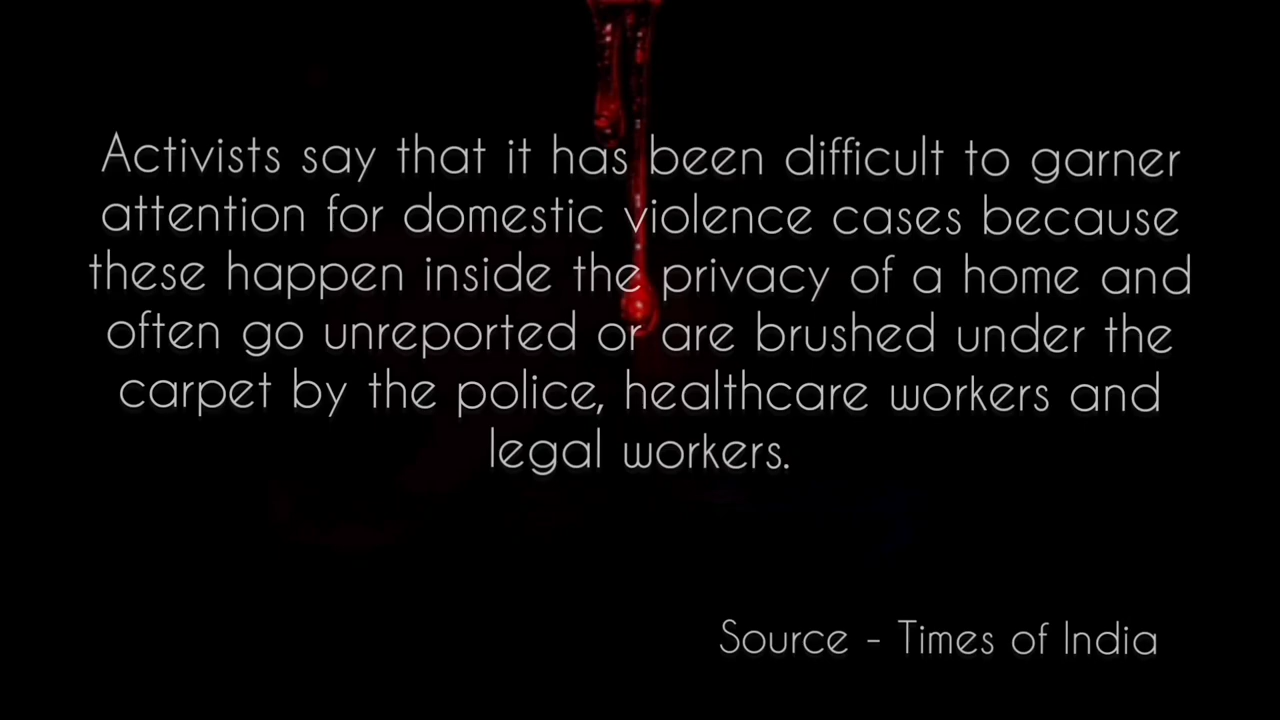 Activists say that it has been difficult to garner
attention for domestic violence cases because
these happen inside the privacy of a home and
often go unreported or are brushed under the
carpet by the police, healthcare workers and
legal workers.
Source - Times of India